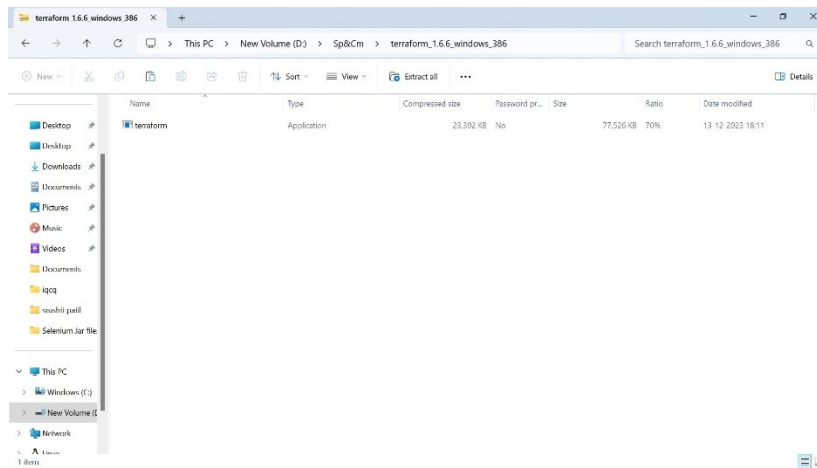 terraform_1.6.6_windows_386
This PC > New Volume (D:) > Sp&Cm > terraform_1.6.6_windows_386
Search terraform_1.6.6_windows_386
New
Sort
View
Extract all
...
Details
Name Type Compressed size Password pr... Size Ratio Date modified
terraform Application 23,302 KB No 77,526 KB 70% 13-12-2023 18:11
Desktop
Desktop
Downloads
Documents
Pictures
Music
Videos
Documents
iqcq
srushti patil
Selenium Jar file
This PC
Windows (C:)
New Volume (D
Network
Linux
1 item